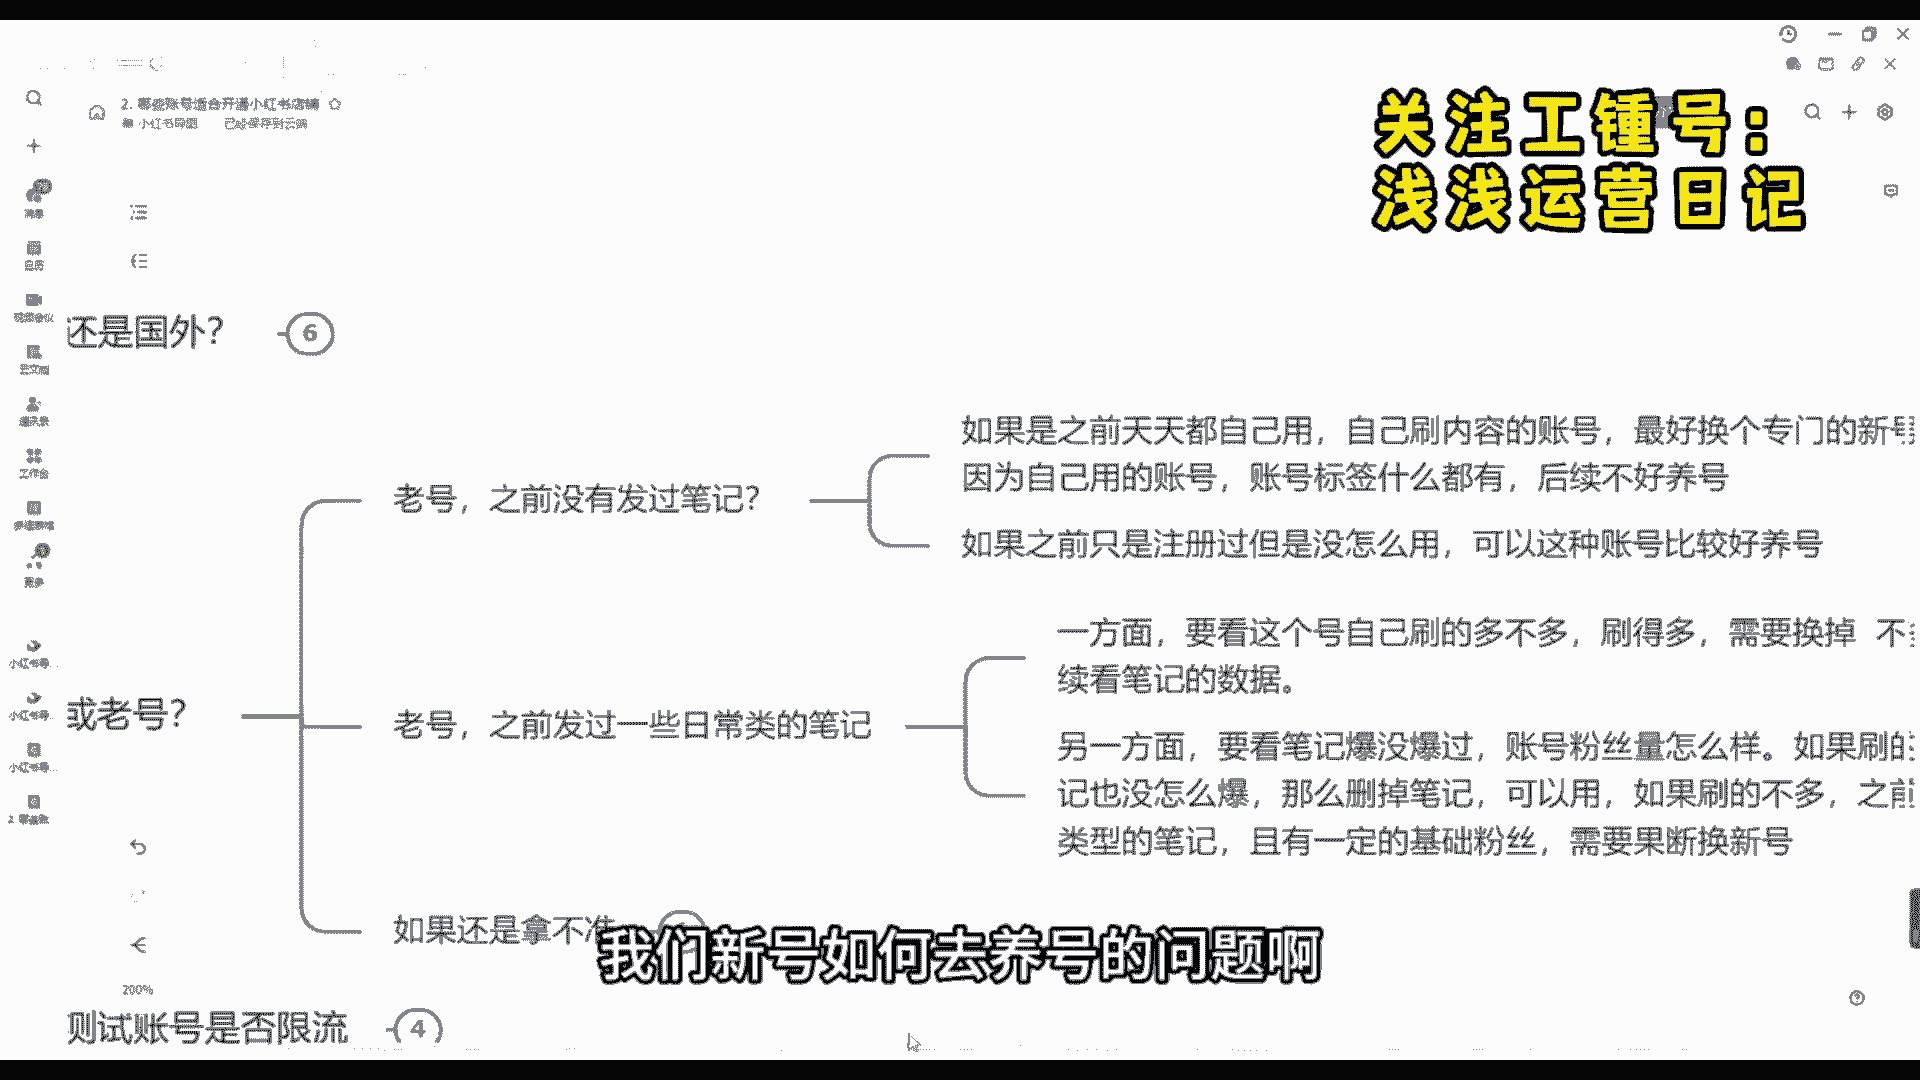 2. 哪些账号适合开通小红书店铺
小红书导图 已经保存到云端
关注工锺号：
浅浅运营日记
消息
日历
视频会议
云文档
通讯录
工作台
多维表格
更多
小红书导...
小红书导...
小红书导...
还是国外？
6
如果是之前天天都自己用，自己刷内容的账号，最好换个专门的新号
因为自己用的账号，账号标签什么都有，后续不好养号
老号，之前没有发过笔记？
如果之前只是注册过但是没怎么用，可以这种账号比较好养号
一方面，要看这个号自己刷的多不多，刷得多，需要换掉 不
续看笔记的数据。
或老号？
老号，之前发过一些日常类的笔记
另一方面，要看笔记爆没爆过，账号粉丝量怎么样。如果刷的
记也没怎么爆，那么删掉笔记，可以用，如果刷的不多，之前
类型的笔记，且有一定的基础粉丝，需要果断换新号
如果还是拿不准
我们新号如何去养号的问题啊
200%
则试账号是否限流
4